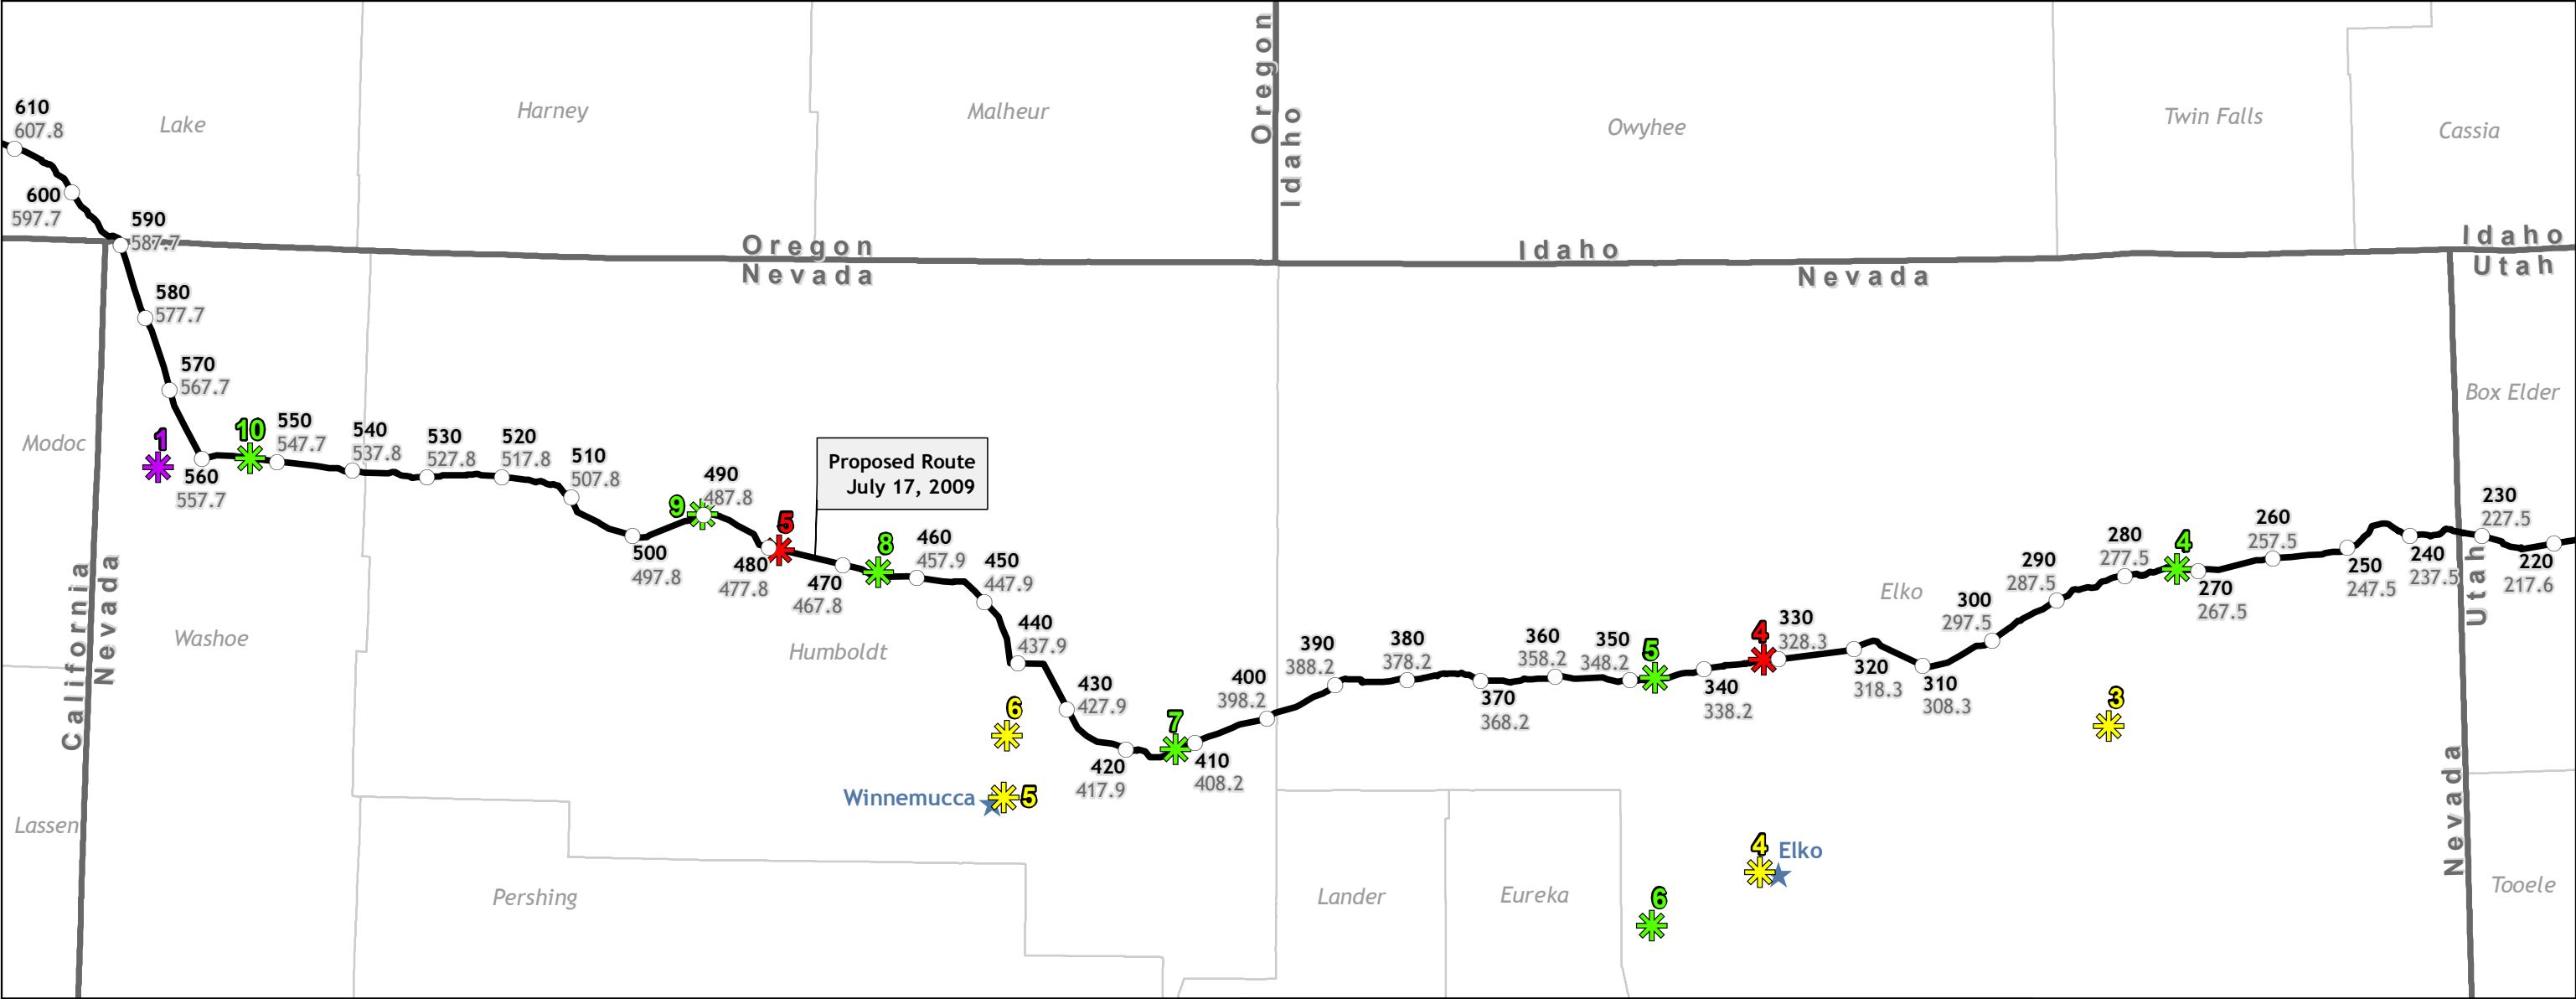 Oregon
Idaho
Lake
Harney
Malheur
Owyhee
Twin Falls
Cassia
610
607.8
600
597.7
590
587.7
Oregon
Nevada
Idaho
Nevada
Idaho
Utah
580
577.7
570
567.7
Modoc
1
10
560
557.7
550
547.7
540
537.8
530
527.8
520
517.8
510
507.8
500
497.8
9
490
487.8
5
480
477.8
Proposed Route
July 17, 2009
470
467.8
8
460
457.9
450
447.9
440
437.9
430
427.9
420
417.9
7
410
408.2
400
398.2
390
388.2
380
378.2
370
368.2
360
358.2
350
348.2
5
340
338.2
4
330
328.3
320
318.3
310
308.3
300
297.5
290
287.5
280
277.5
4
270
267.5
260
257.5
250
247.5
240
237.5
230
227.5
220
217.6
Box Elder
Elko
Utah
Nevada
California
Nevada
Washoe
Humboldt
6
Winnemucca
5
3
4
Elko
6
Lassen
Pershing
Lander
Eureka
Tooele